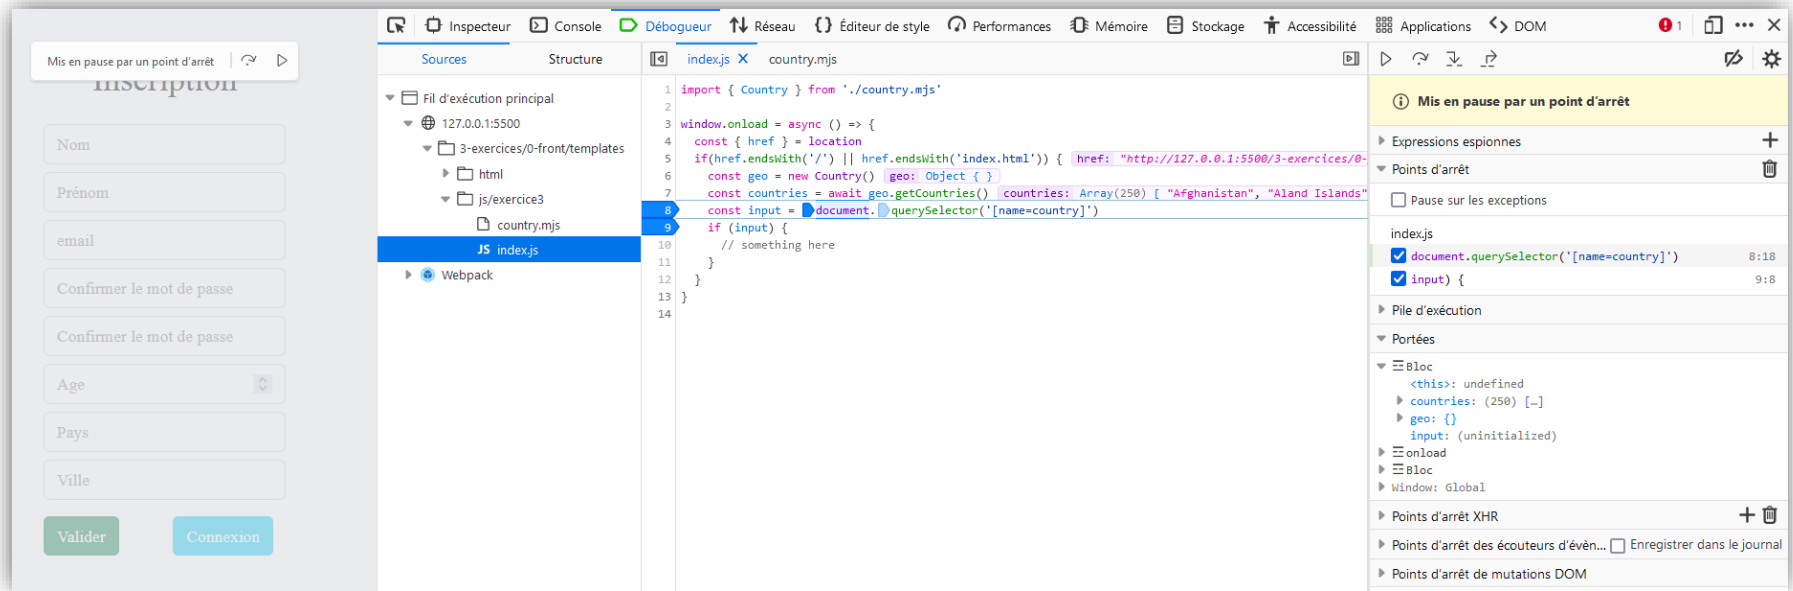 Mis en pause par un point d'arrêt
Inscription
Nom
Prénom
email
Confirmer le mot de passe
Confirmer le mot de passe
Age
Pays
Ville
Valider
Connexion
Inspecteur
Console
Débogueur
Réseau
Éditeur de style
Performances
Mémoire
Stockage
Accessibilité
Applications
DOM
1
Sources
Structure
Fil d'exécution principal
127.0.0.1:5500
3-exercices/0-front/templates
html
js/exercice3
country.mjs
JS index.js
Webpack
index.js
country.mjs
1 import { Country } from './country.mjs'
2
3 window.onload = async () => {
4 const { href } = location
5 if(href.endsWith('/') || href.endsWith('index.html')) { href: "http://127.0.0.1:5500/3-exercices/0-
6 const geo = new Country() geo: Object { }
7 const countries = await geo.getCountries() countries: Array(250) [ "Afghanistan", "Aland Islands"
8 const input = document.querySelector('[name=country]')
9 if (input) {
10 // something here
11 }
12 }
13 }
14
Mis en pause par un point d'arrêt
Expressions espionnes
Points d'arrêt
Pause sur les exceptions
index.js
document.querySelector('[name=country]') 8:18
input) { 9:8
Pile d'exécution
Portées
Bloc
<this>: undefined
countries: (250) […]
geo: {}
input: (uninitialized)
onload
Bloc
Window: Global
Points d'arrêt XHR
Points d'arrêt des écouteurs d'évèn... Enregistrer dans le journal
Points d'arrêt de mutations DOM